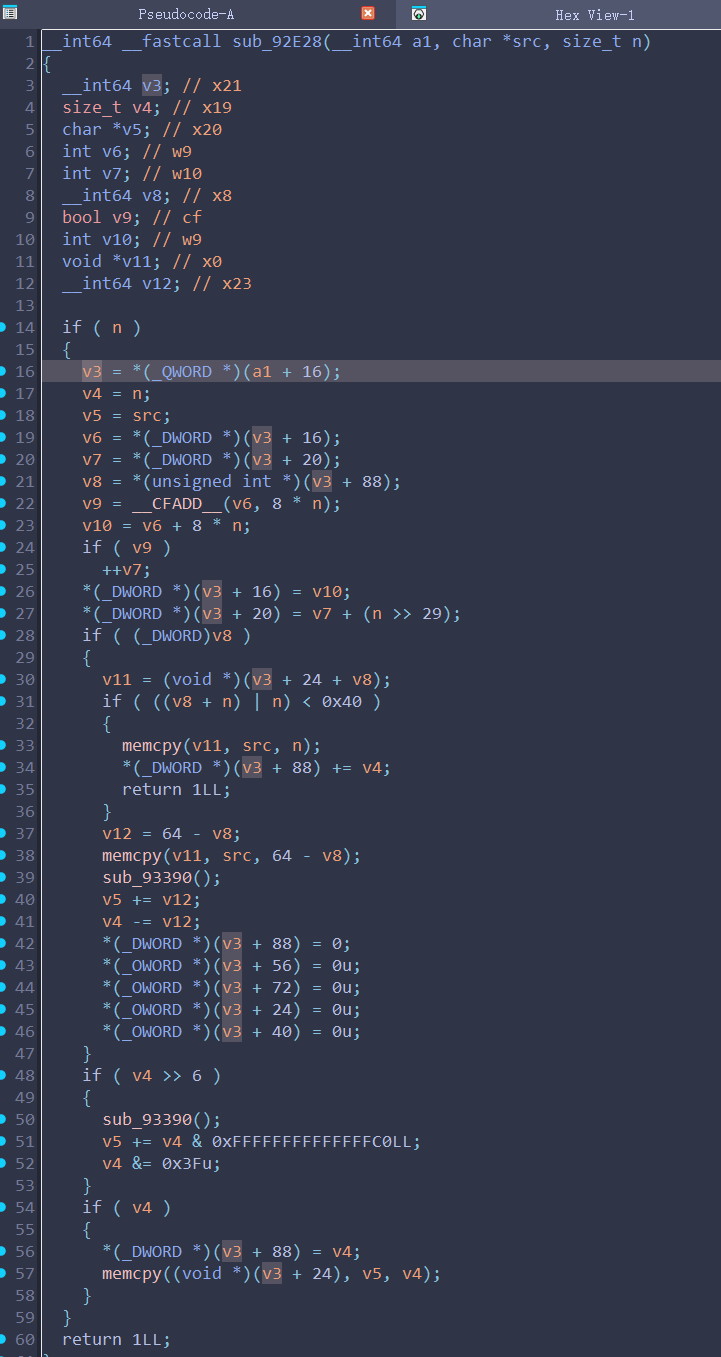 Pseudocode-A Hex View-1
1 __int64 __fastcall sub_92E28(__int64 a1, char *src, size_t n)
2 {
3 __int64 v3; // x21
4 size_t v4; // x19
5 char *v5; // x20
6 int v6; // w9
7 int v7; // w10
8 __int64 v8; // x8
9 bool v9; // cf
10 int v10; // w9
11 void *v11; // x0
12 __int64 v12; // x23
13
14 if ( n )
15 {
16 v3 = *(_QWORD *)(a1 + 16);
17 v4 = n;
18 v5 = src;
19 v6 = *(_DWORD *)(v3 + 16);
20 v7 = *(_DWORD *)(v3 + 20);
21 v8 = *(unsigned int *)(v3 + 88);
22 v9 = __CFADD__(v6, 8 * n);
23 v10 = v6 + 8 * n;
24 if ( v9 )
25 ++v7;
26 *(_DWORD *)(v3 + 16) = v10;
27 *(_DWORD *)(v3 + 20) = v7 + (n >> 29);
28 if ( (_DWORD)v8 )
29 {
30 v11 = (void *)(v3 + 24 + v8);
31 if ( ((v8 + n) | n) < 0x40 )
32 {
33 memcpy(v11, src, n);
34 *(_DWORD *)(v3 + 88) += v4;
35 return 1LL;
36 }
37 v12 = 64 - v8;
38 memcpy(v11, src, 64 - v8);
39 sub_93390();
40 v5 += v12;
41 v4 -= v12;
42 *(_DWORD *)(v3 + 88) = 0;
43 *(_OWORD *)(v3 + 56) = 0u;
44 *(_OWORD *)(v3 + 72) = 0u;
45 *(_OWORD *)(v3 + 24) = 0u;
46 *(_OWORD *)(v3 + 40) = 0u;
47 }
48 if ( v4 >> 6 )
49 {
50 sub_93390();
51 v5 += v4 & 0xFFFFFFFFFFFFFFC0LL;
52 v4 &= 0x3Fu;
53 }
54 if ( v4 )
55 {
56 *(_DWORD *)(v3 + 88) = v4;
57 memcpy((void *)(v3 + 24), v5, v4);
58 }
59 }
60 return 1LL;